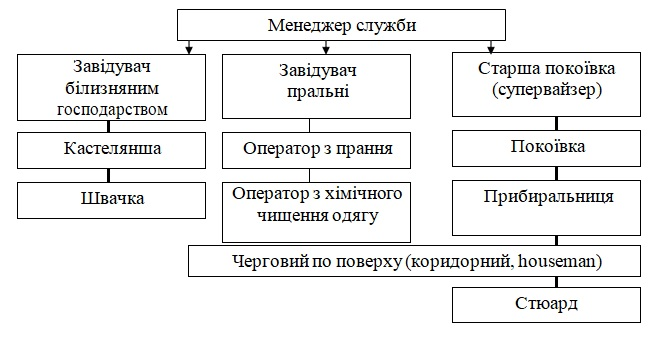 Менеджер служби
Завідувач
білизняним
господарством
Завідувач
пральні
Старша покоївка
(супервайзер)
Кастелянша
Оператор з прання
Покоївка
Швачка
Оператор з хімічного
чищення одягу
Прибиральниця
Черговий по поверху (коридорний, houseman)
Стюард